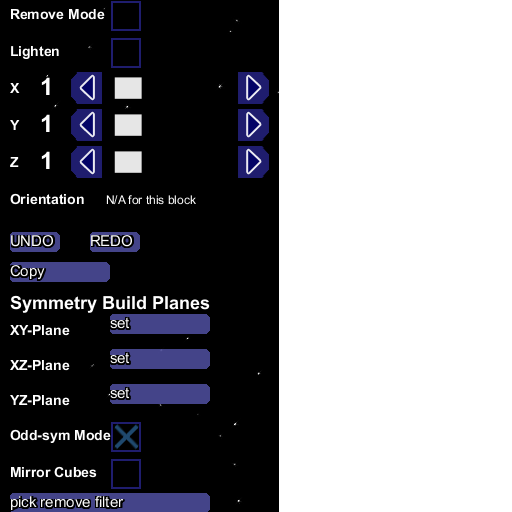 Remove Mode
Lighten
X 1
Y 1
Z 1
Orientation N/A for this block
UNDO REDO
Copy
Symmetry Build Planes
XY-Plane set
XZ-Plane set
YZ-Plane set
Odd-sym Mode
Mirror Cubes
pick remove filter